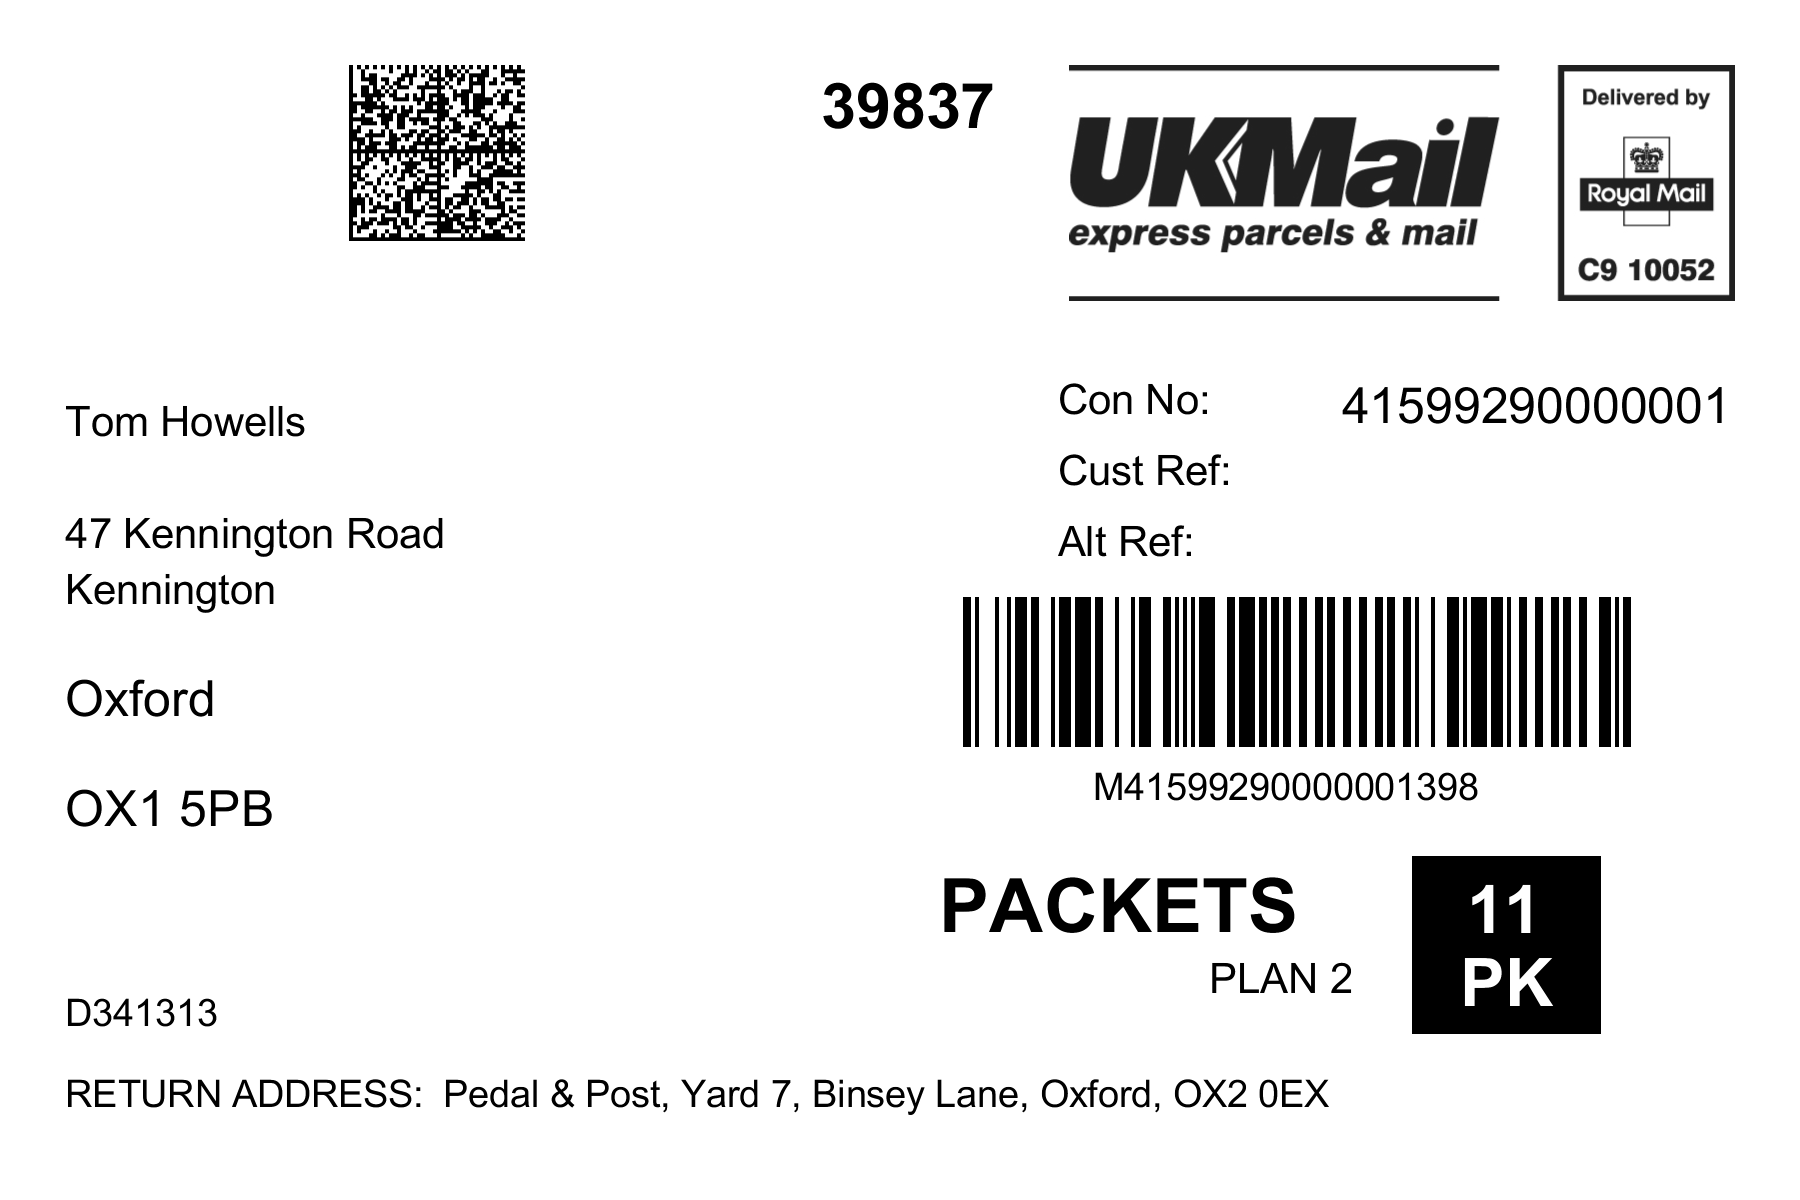 39837
UKMail
express parcels & mail
Delivered by
Royal Mail
C9 10052
Tom Howells
47 Kennington Road
Kennington
Oxford
OX1 5PB
Con No: 41599290000001
Cust Ref:
Alt Ref:
M41599290000001398
PACKETS
PLAN 2
11
PK
D341313
RETURN ADDRESS: Pedal & Post, Yard 7, Binsey Lane, Oxford, OX2 0EX